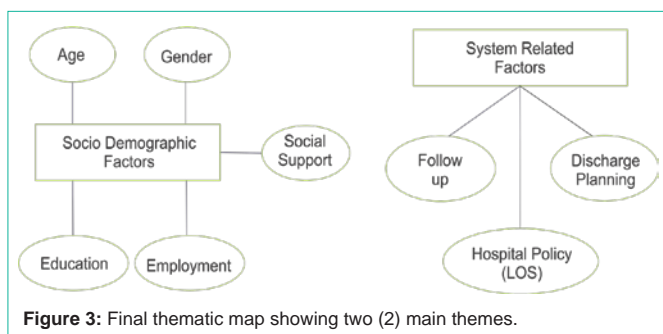 Age
Gender
Socio Demographic
Factors
Social
Support
Education
Employment
System Related
Factors
Follow
up
Discharge
Planning
Hospital Policy
(LOS)
Figure 3: Final thematic map showing two (2) main themes.